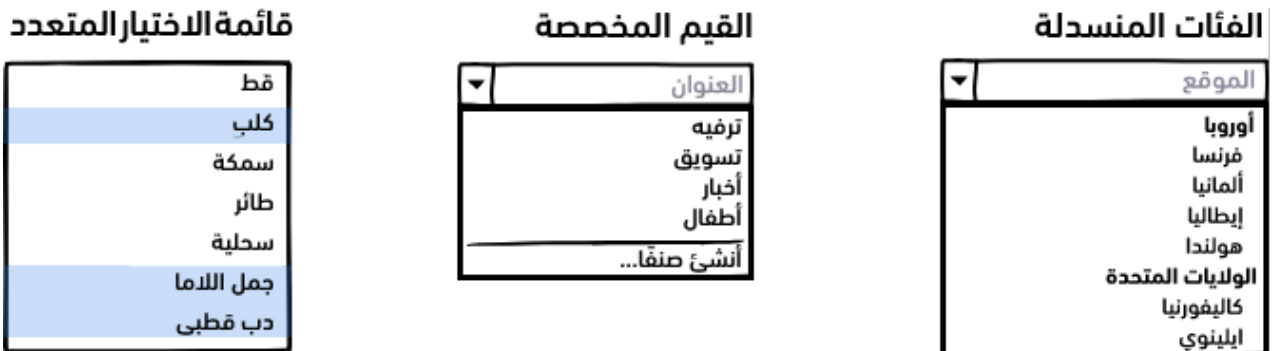 الفئات المنسدلة
الموقع
أوروبا
فرنسا
ألمانيا
إيطاليا
هولندا
الولايات المتحدة
كاليفورنيا
ايلينوي
القيم المخصصة
العنوان
ترفيه
تسويق
أخبار
أطفال
أنشئ صنفًا...
قائمة الاختيار المتعدد
قط
كلب
سمكة
طائر
سحلية
جمل اللاما
دب قطبي